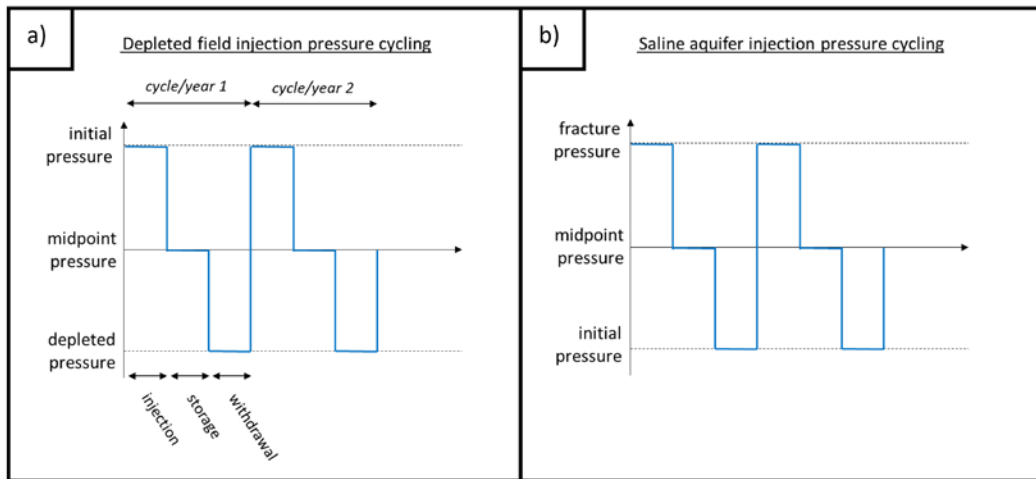 a)
Depleted field injection pressure cycling
cycle/year 1
cycle/year 2
initial
pressure
midpoint
pressure
depleted
pressure
injection
storage
withdrawal
b)
Saline aquifer injection pressure cycling
fracture
pressure
midpoint
pressure
initial
pressure